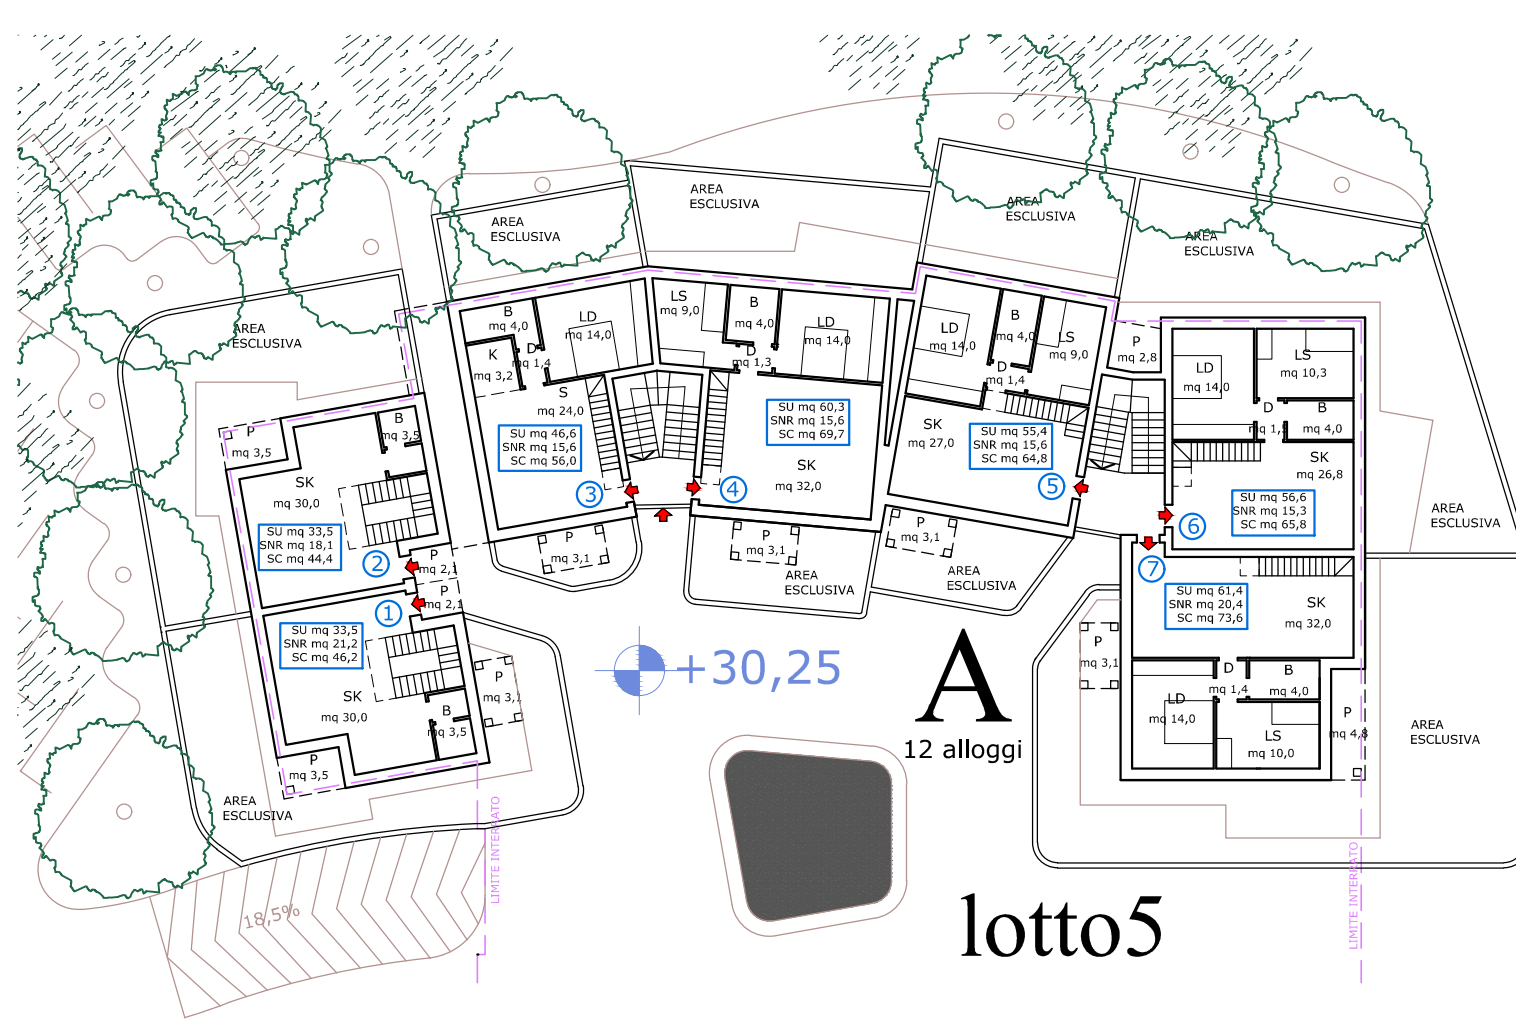 AREA
ESCLUSIVA
AREA
ESCLUSIVA
AREA
ESCLUSIVA
AREA
ESCLUSIVA
AREA
ESCLUSIVA
P
mq 3,5
B
mq 3,5
SK
mq 30,0
SU mq 33,5
SNR mq 18,1
SC mq 44,4
2
P
mq 2,1
P
mq 2,1
1
SU mq 33,5
SNR mq 21,2
SC mq 46,2
SK
mq 30,0
B
mq 3,5
P
mq 3,1
P
mq 3,5
AREA
ESCLUSIVA
B
mq 4,0
LD
mq 14,0
K
mq 3,2
D
mq 1,4
S
mq 24,0
SU mq 46,6
SNR mq 15,6
SC mq 56,0
3
P
mq 3,1
LS
mq 9,0
B
mq 4,0
LD
mq 14,0
D
mq 1,3
SU mq 60,3
SNR mq 15,6
SC mq 69,7
SK
mq 32,0
4
P
mq 3,1
AREA
ESCLUSIVA
LD
mq 14,0
B
mq 4,0
LS
mq 9,0
D
mq 1,4
SK
mq 27,0
SU mq 55,4
SNR mq 15,6
SC mq 64,8
5
P
mq 3,1
AREA
ESCLUSIVA
P
mq 2,8
LD
mq 14,0
LS
mq 10,3
D
mq 1,5
B
mq 4,0
SK
mq 26,8
SU mq 56,6
SNR mq 15,3
SC mq 65,8
6
AREA
ESCLUSIVA
7
SU mq 61,4
SNR mq 20,4
SC mq 73,6
SK
mq 32,0
P
mq 3,1
D
mq 1,4
B
mq 4,0
LD
mq 14,0
LS
mq 10,0
P
mq 4,8
AREA
ESCLUSIVA
+30,25
A
12 alloggi
lotto5
18,5%
LIMITE INTERRATO
LIMITE INTERRATO